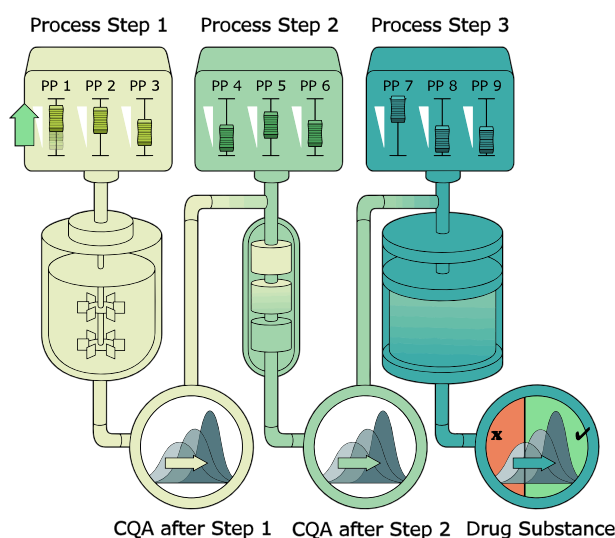 Process Step 1 Process Step 2 Process Step 3
PP 1 PP 2 PP 3 PP 4 PP 5 PP 6 PP 7 PP 8 PP 9
x ✓
CQA after Step 1 CQA after Step 2 Drug Substance